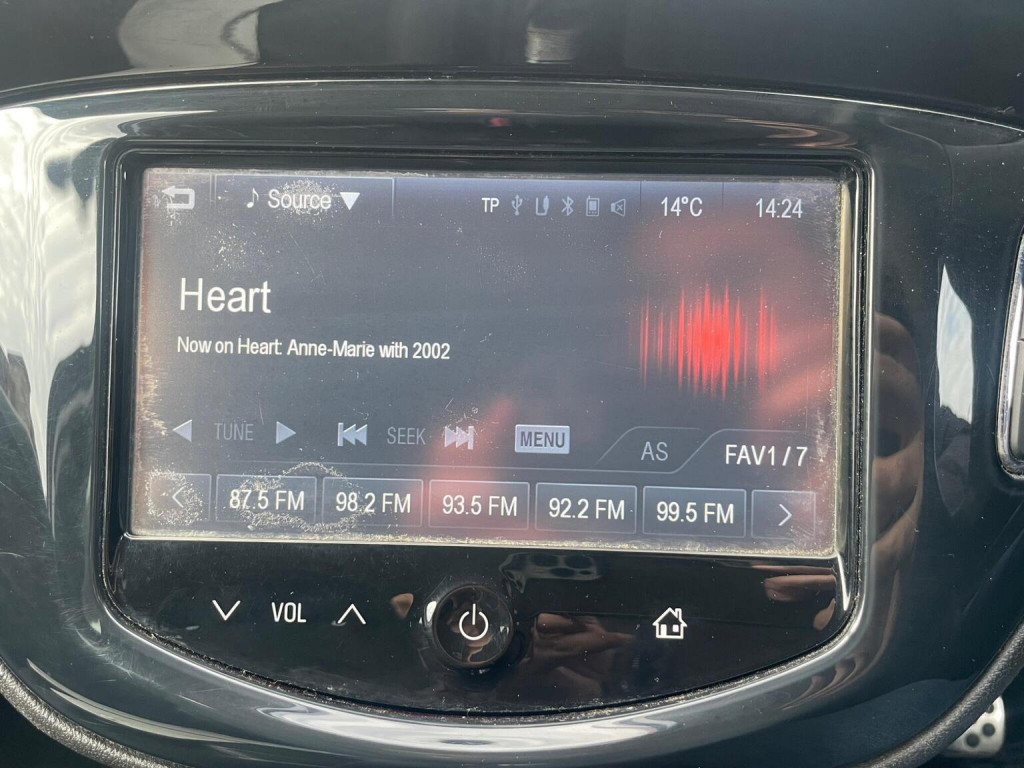 Source
TP 14°C 14:24
Heart
Now on Heart: Anne-Marie with 2002
TUNE SEEK MENU AS FAV1 / 7
87.5 FM 98.2 FM 93.5 FM 92.2 FM 99.5 FM
VOL